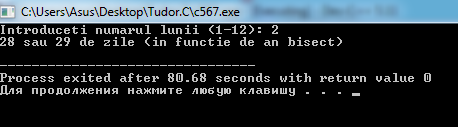 C:\Users\Asus\Desktop\Tudor.C\c567.exe
Introduceti numarul lunii (1-12): 2
28 sau 29 de zile (in functie de an bisect)
--------------------------------
Process exited after 80.68 seconds with return value 0
Для продолжения нажмите любую клавишу . . .